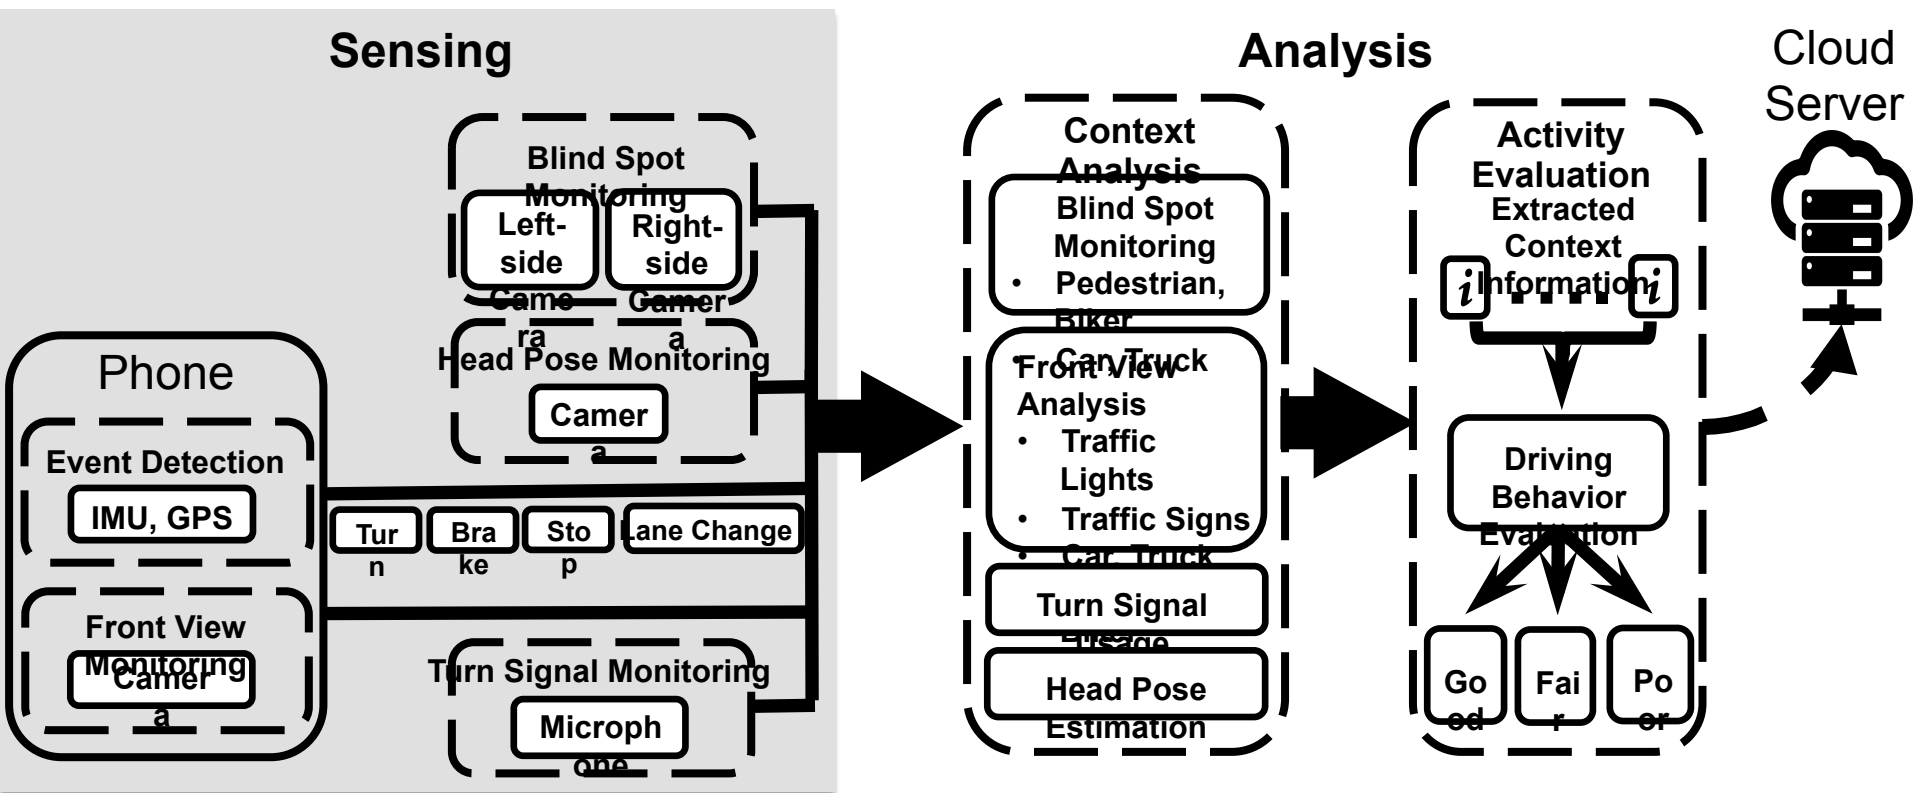 Sensing
Blind Spot
Monitoring
Left-
side
Came
ra
Right-
side
Camer
a
Head Pose Monitoring
Camer
a
Phone
Event Detection
IMU, GPS
Front View
Monitoring
Camer
a
Tur
n
Bra
ke
Sto
p
Lane Change
Turn Signal Monitoring
Microph
one
Analysis
Context
Analysis
Blind Spot
Monitoring
• Pedestrian,
Biker
• Car, Truck
Front View
Analysis
• Traffic
Lights
• Traffic Signs
• Car, Truck
Biker
Turn Signal
Usage
Head Pose
Estimation
Activity
Evaluation
Extracted
Context
Information
i
i
Driving
Behavior
Evaluation
Go
od
Fai
r
Po
or
Cloud
Server